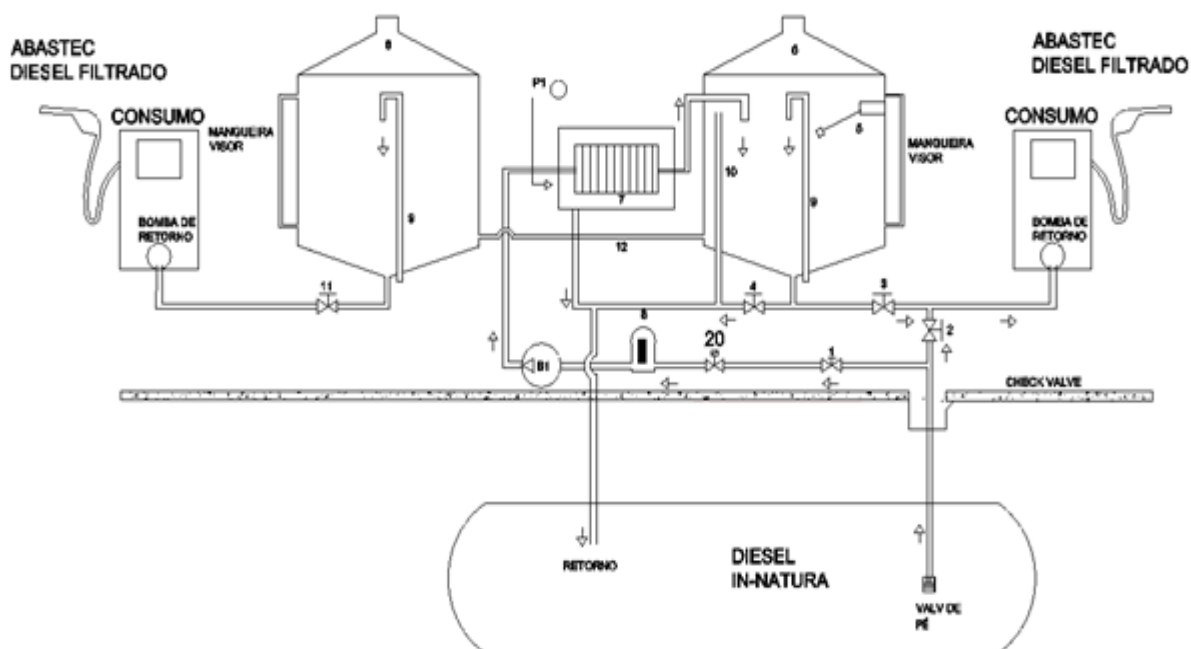 ABASTEC
DIESEL FILTRADO
CONSUMO
BOMBA DE
RETORNO
MANGUEIRA
VISOR
6
9
11
P1
7
12
6
10
9
5
MANGUEIRA
VISOR
ABASTEC
DIESEL FILTRADO
CONSUMO
BOMBA DE
RETORNO
4
3
2
8
20
1
B1
CHECK VALVE
RETORNO
DIESEL
IN-NATURA
VALV DE
PÉ